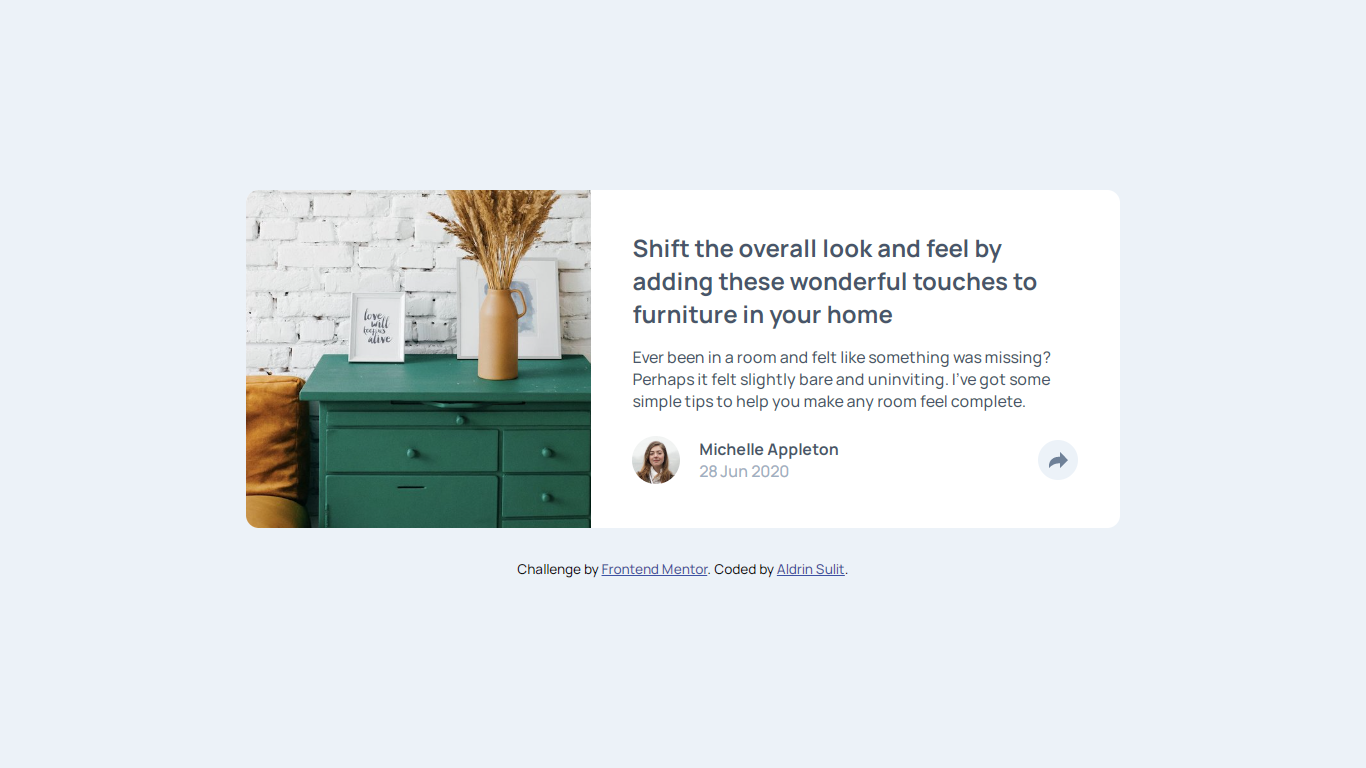 love
will
keep us
alive
Shift the overall look and feel by
adding these wonderful touches to
furniture in your home
Ever been in a room and felt like something was missing?
Perhaps it felt slightly bare and uninviting. I’ve got some
simple tips to help you make any room feel complete.
Michelle Appleton
28 Jun 2020
Challenge by Frontend Mentor. Coded by Aldrin Sulit.